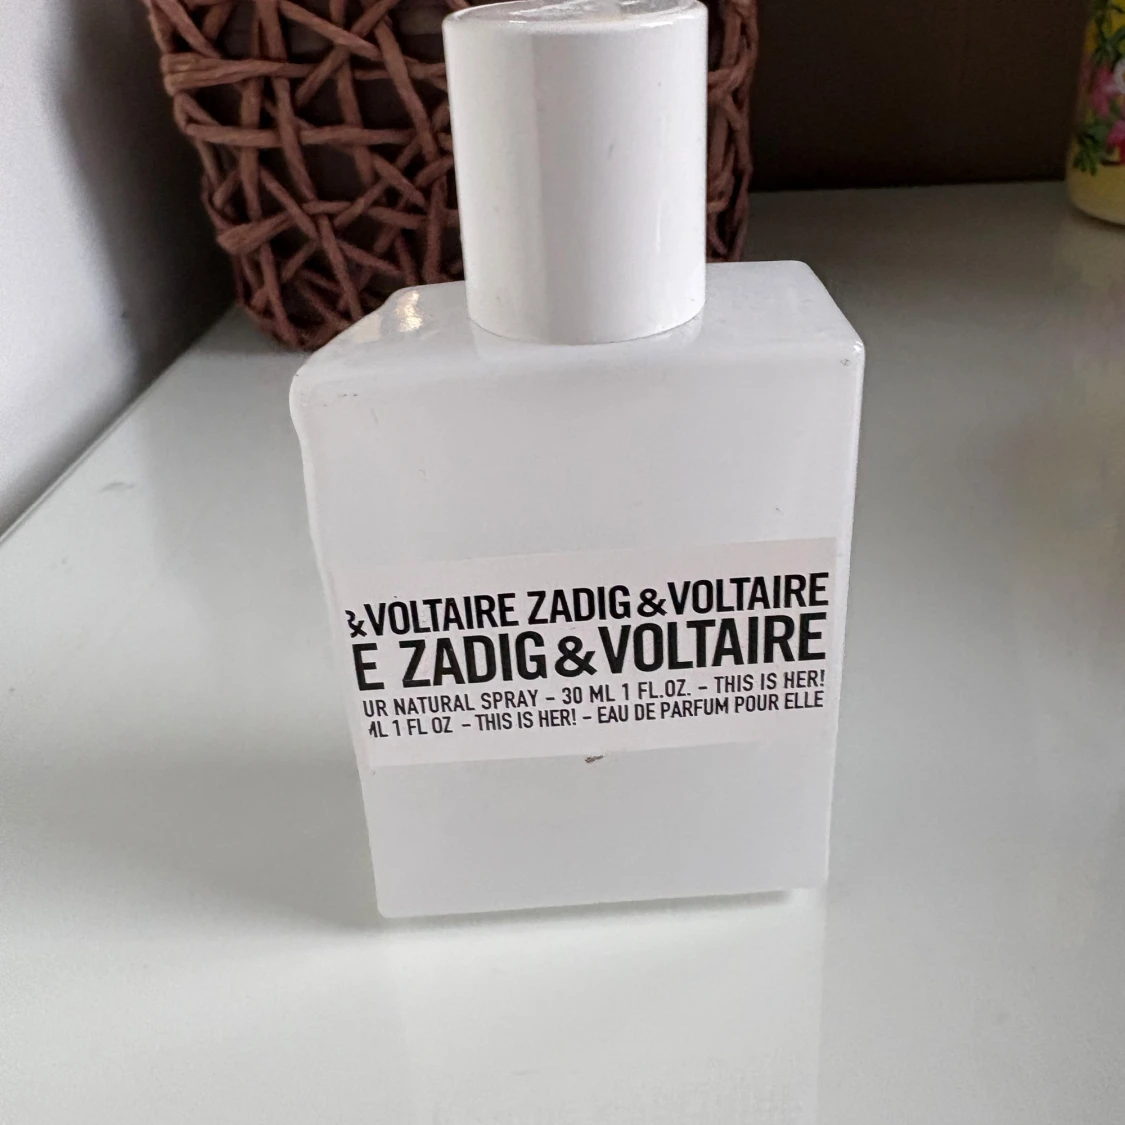 &VOLTAIRE ZADIG&VOLTAIRE
E ZADIG&VOLTAIRE
UR NATURAL SPRAY – 30 ML 1 FL.OZ. – THIS IS HER!
ML 1 FL OZ – THIS IS HER! – EAU DE PARFUM POUR ELLE